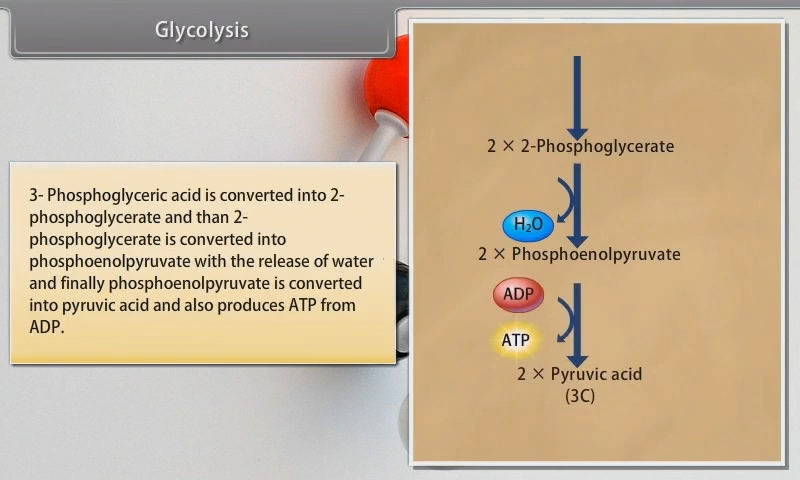 Glycolysis
3- Phosphoglyceric acid is converted into 2-
phosphoglycerate and than 2-
phosphoglycerate is converted into
phosphoenolpyruvate with the release of water
and finally phosphoenolpyruvate is converted
into pyruvic acid and also produces ATP from
ADP.
2 × 2-Phosphoglycerate
H₂O
2 × Phosphoenolpyruvate
ADP
ATP
2 × Pyruvic acid
(3C)